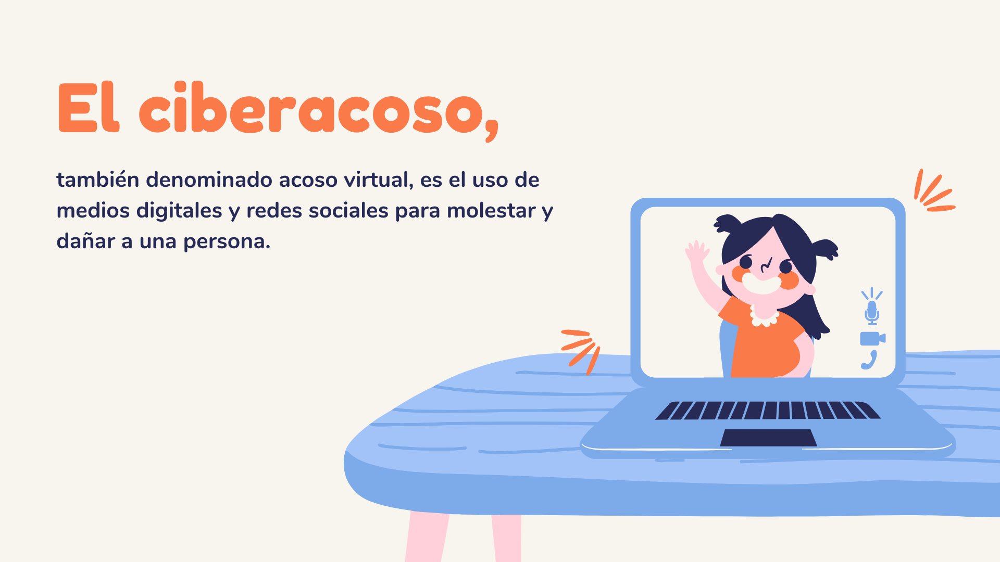 El ciberacoso,
también denominado acoso virtual, es el uso de
medios digitales y redes sociales para molestar y
dañar a una persona.